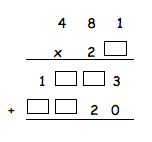 4 8 1
x 2 □
1 □ □ 3
+ □ □ 2 0